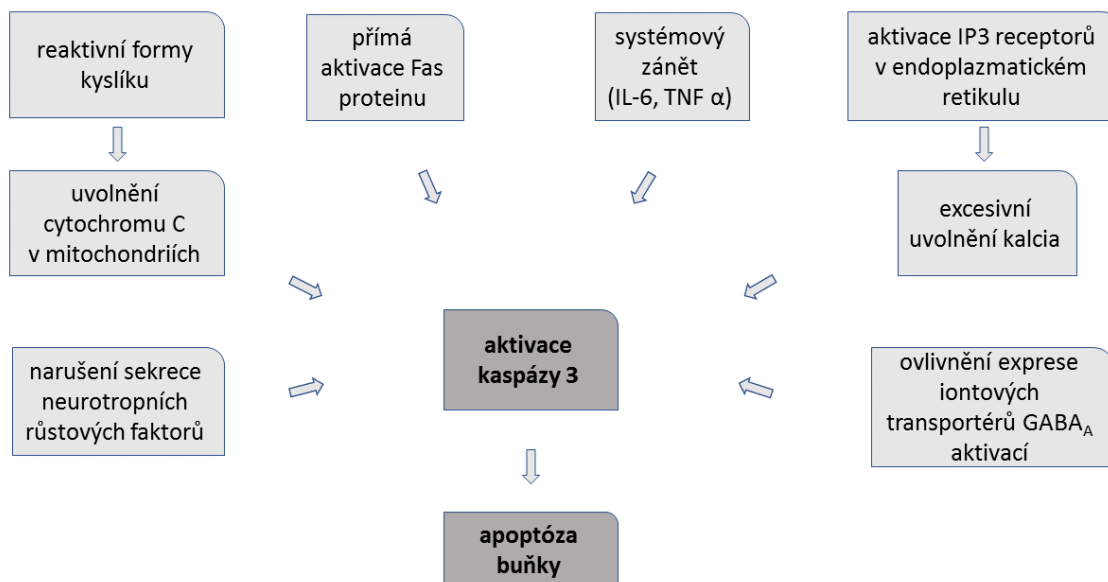 reaktivní formy
kyslíku
přímá
aktivace Fas
proteinu
systémový
zánět
(IL-6, TNF α)
aktivace IP3 receptorů
v endoplazmatickém
retikulu
uvolnění
cytochromu C
v mitochondriích
excesivní
uvolnění kalcia
aktivace
kaspázy 3
narušení sekrece
neurotropních
růstových faktorů
ovlivnění exprese
iontových
transportérů GABA_A
aktivací
apoptóza
buňky